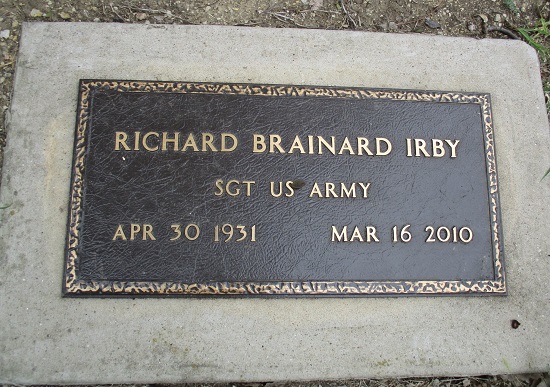 RICHARD BRAINARD IRBY
SGT US ARMY
APR 30 1931 MAR 16 2010